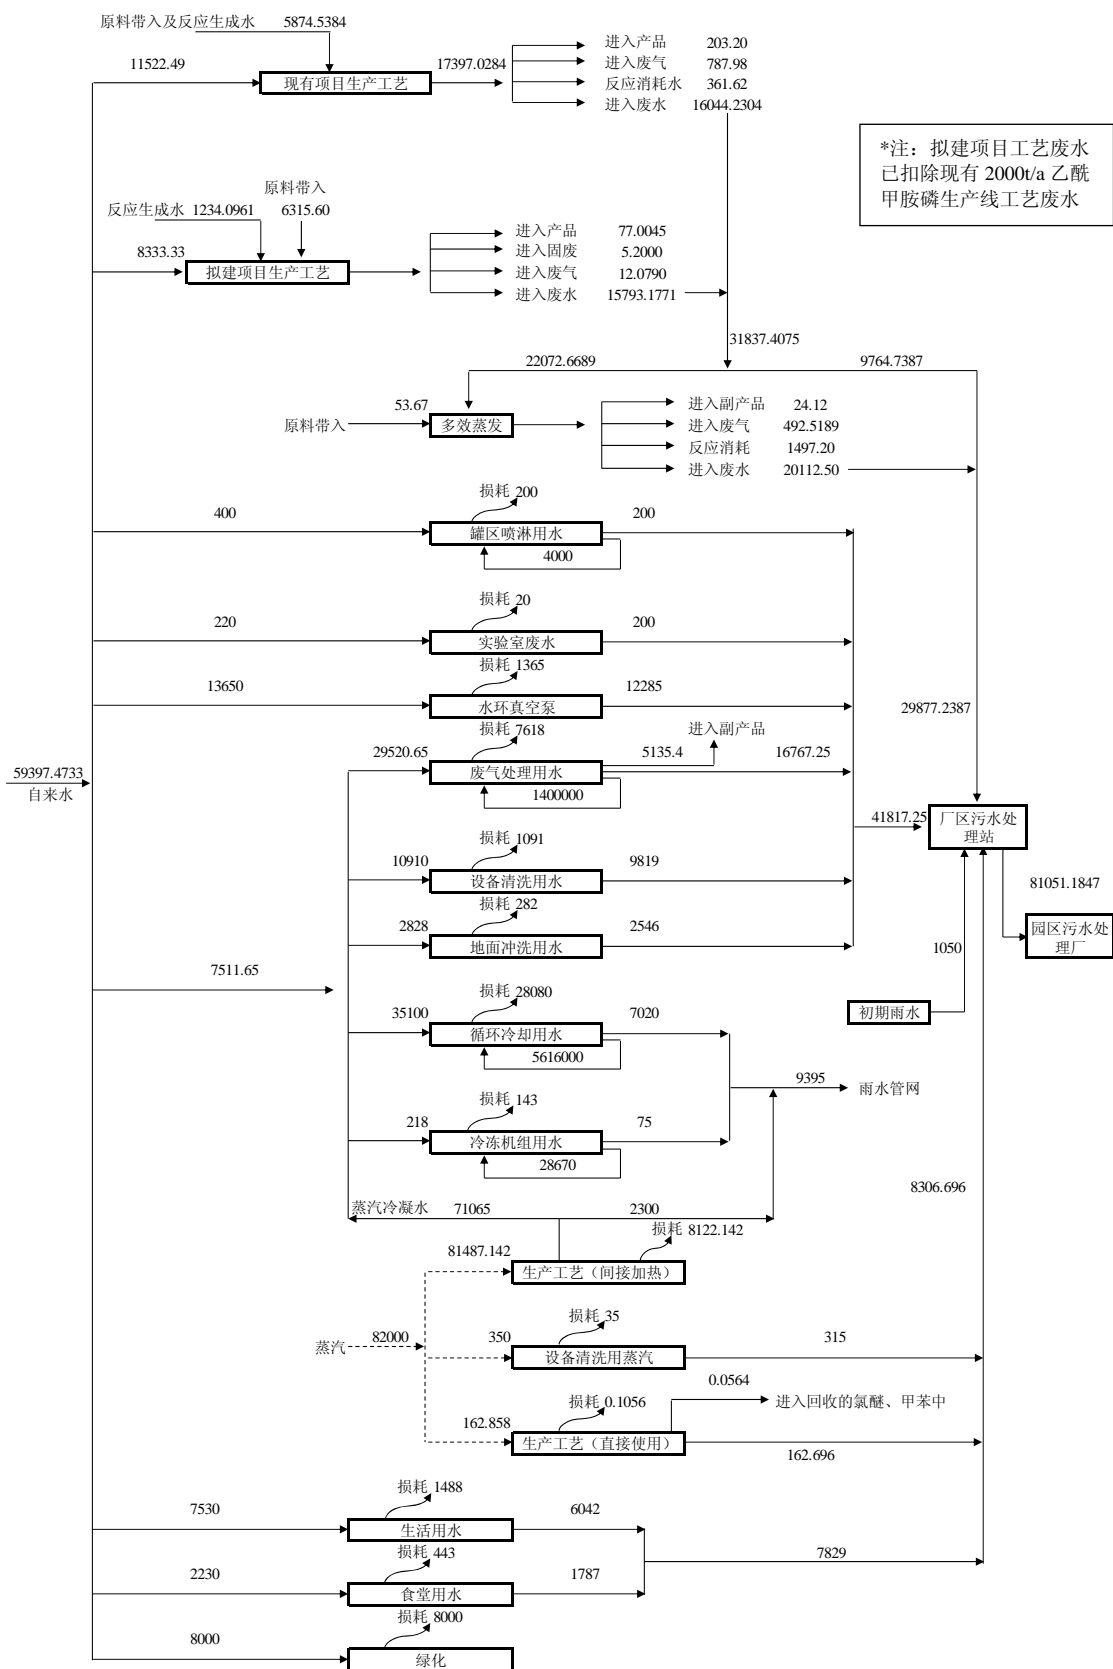 原料带入及反应生成水 5874.5384
11522.49
现有项目生产工艺
17397.0284
进入产品 203.20
进入废气 787.98
反应消耗水 361.62
进入废水 16044.2304
*注：拟建项目工艺废水
已扣除现有 2000t/a 乙酰
甲胺磷生产线工艺废水
原料带入
反应生成水 1234.0961 6315.60
8333.33
拟建项目生产工艺
进入产品 77.0045
进入固废 5.2000
进入废气 12.0790
进入废水 15793.1771
31837.4075
22072.6689 9764.7387
53.67
原料带入
多效蒸发
进入副产品 24.12
进入废气 492.5189
反应消耗 1497.20
进入废水 20112.50
损耗 200
400
罐区喷淋用水
200
4000
损耗 20
220
实验室废水
200
损耗 1365
13650
水环真空泵
12285
29877.2387
损耗 7618
进入副产品
29520.65
废气处理用水
5135.4 16767.25
1400000
59397.4733
自来水
41817.25
厂区污水处
理站
损耗 1091
10910
设备清洗用水
9819
81051.1847
损耗 282
2828
地面冲洗用水
2546
园区污水处
理厂
1050
7511.65
初期雨水
损耗 28080
35100
循环冷却用水
7020
5616000
9395
雨水管网
损耗 143
218
冷冻机组用水
75
28670
8306.696
蒸汽冷凝水 71065 2300
损耗 8122.142
81487.142
生产工艺（间接加热）
损耗 35
蒸汽 82000
350
设备清洗用蒸汽
315
0.0564
损耗 0.1056
进入回收的氯醚、甲苯中
162.858
生产工艺（直接使用）
162.696
损耗 1488
7530
生活用水
6042
7829
损耗 443
2230
食堂用水
1787
损耗 8000
8000
绿化